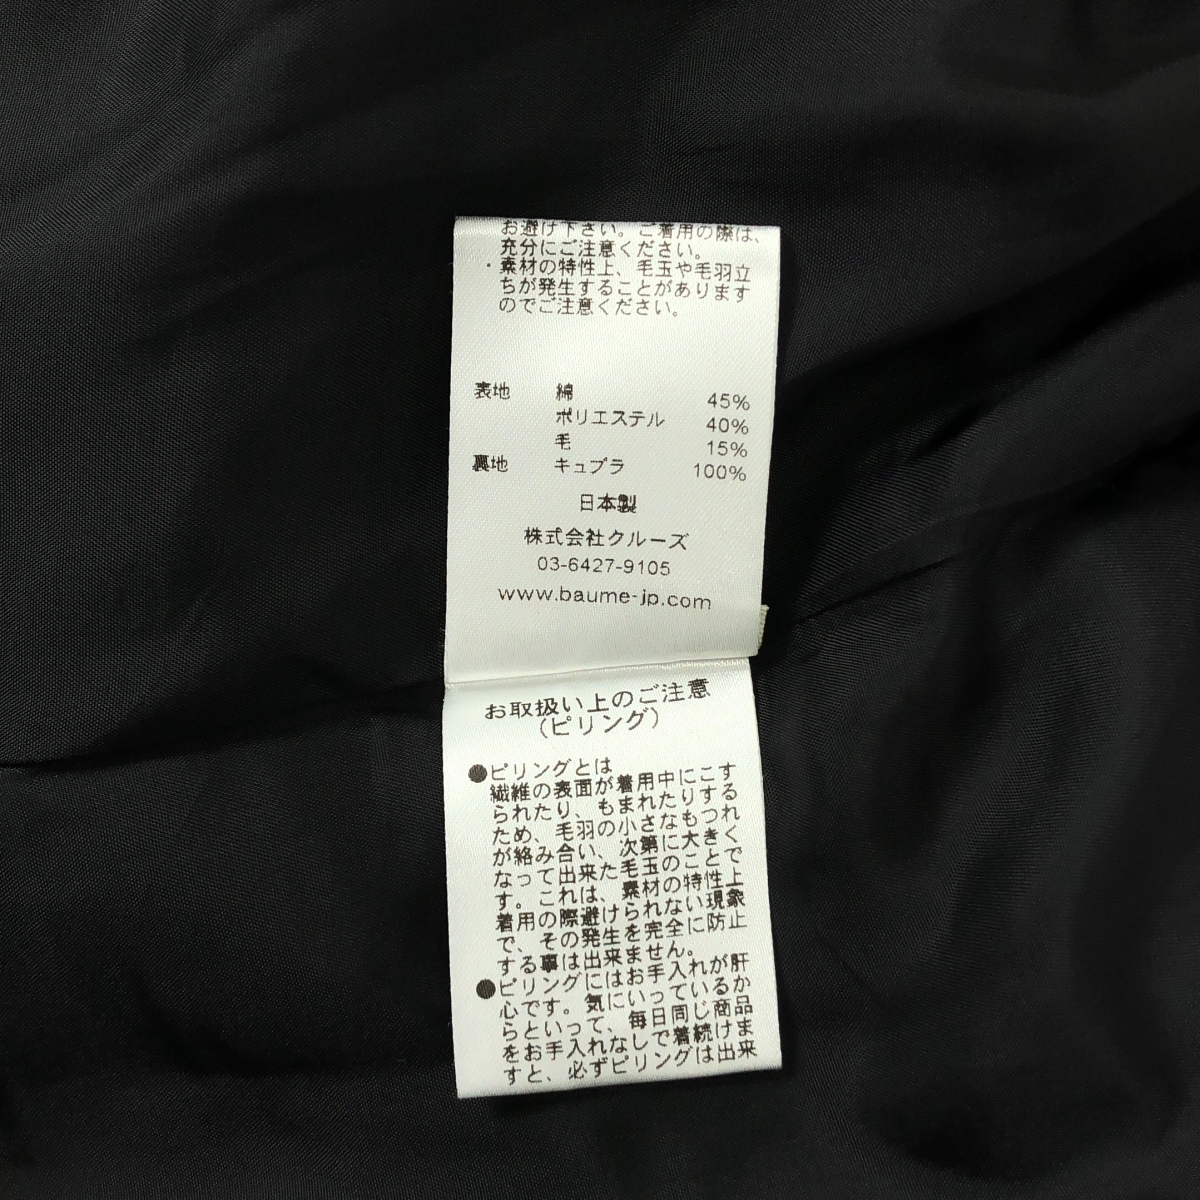 お避け下さい。ご着用の際は、
充分にご注意ください。
・素材の特性上、毛玉や毛羽立
ちが発生することがあります
のでご注意ください。
表地 綿 45%
ポリエステル 40%
毛 15%
裏地 キュプラ 100%
日本製
株式会社クルーズ
03-6427-9105
www.baume-jp.com
お取扱い上のご注意
(ピリング)
●ピリングとは
繊維の表面が着用中にこす
られたり、もまれたりする
ため、毛羽の小さなもつれ
が絡み合い、次第に大きく
なって出来た毛玉のことで
す。これは、素材の特性上
着用の際避けられない現象
で、その発生を完全に防止
する事は出来ません。
●ピリングにはお手入れが肝
心です。気にいっているか
らといって、毎日同じ商品
をお手入れなしで着続けま
すと、必ずピリングは出来